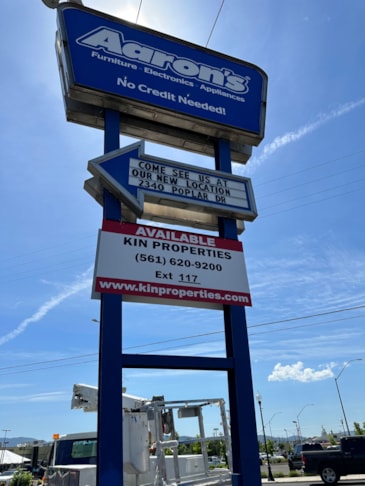 Aaron's
Furniture · Electronics · Appliances
No Credit Needed!
COME SEE US AT
OUR NEW LOCATION
2340 POPLAR DR
AVAILABLE
KIN PROPERTIES
(561) 620-9200
Ext 117
www.kinproperties.com